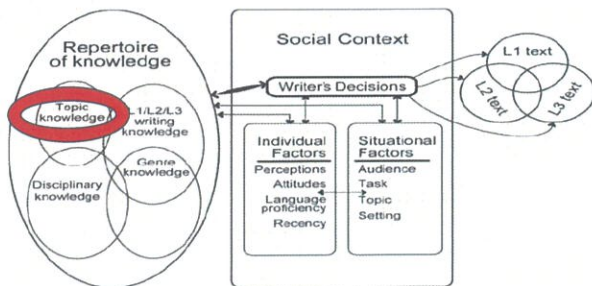 Repertoire
of knowledge
Topic
knowledge
L1/L2/L3
writing
knowledge
Genre
knowledge
Disciplinary
knowledge
Social Context
Writer's Decisions
Individual
Factors
Perceptions
Attitudes
Language
proficiency
Recency
Situational
Factors
Audience
Task
Topic
Setting
L1 text
L2 text
L3 text